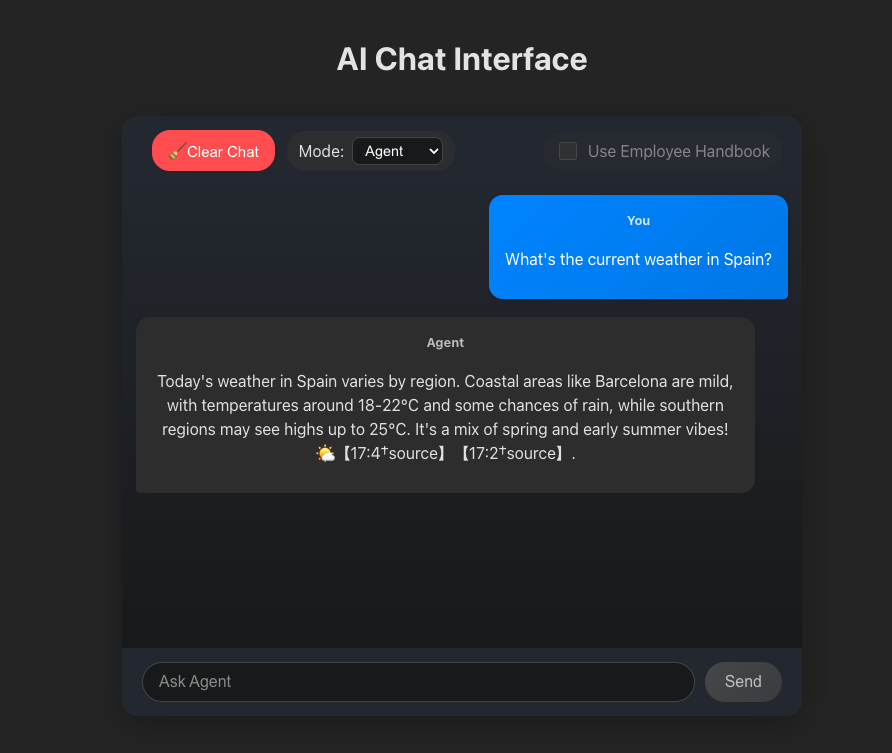 AI Chat Interface
🧹Clear Chat
Mode: Agent
Use Employee Handbook
You
What's the current weather in Spain?
Agent
Today's weather in Spain varies by region. Coastal areas like Barcelona are mild,
with temperatures around 18-22°C and some chances of rain, while southern
regions may see highs up to 25°C. It's a mix of spring and early summer vibes!
🌤️【17:4†source】【17:2†source】.
Ask Agent
Send